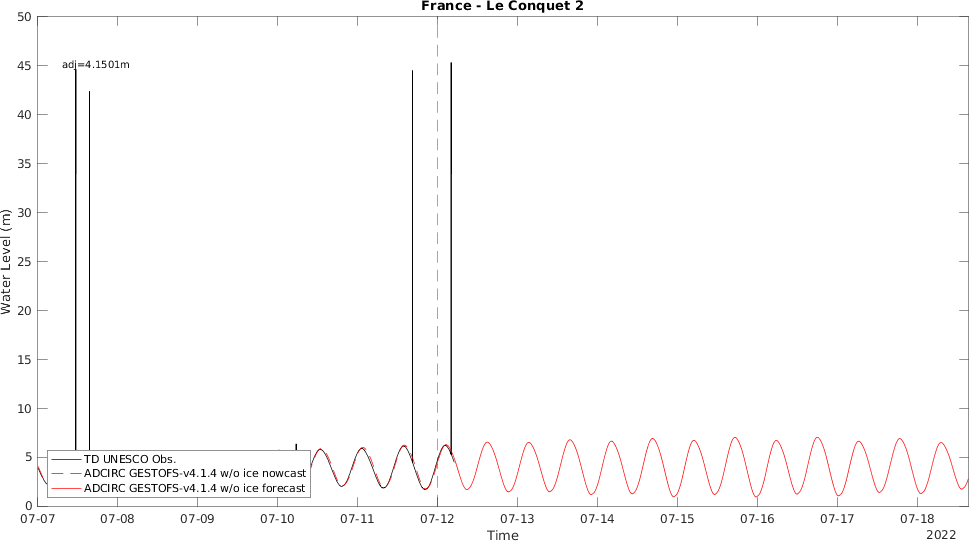 France - Le Conquet 2
adj=4.1501m
Water Level (m)
50
45
40
35
30
25
20
15
10
5
0
TD UNESCO Obs.
ADCIRC GESTOFS-v4.1.4 w/o ice nowcast
ADCIRC GESTOFS-v4.1.4 w/o ice forecast
07-07 07-08 07-09 07-10 07-11 07-12 07-13 07-14 07-15 07-16 07-17 07-18
Time
2022